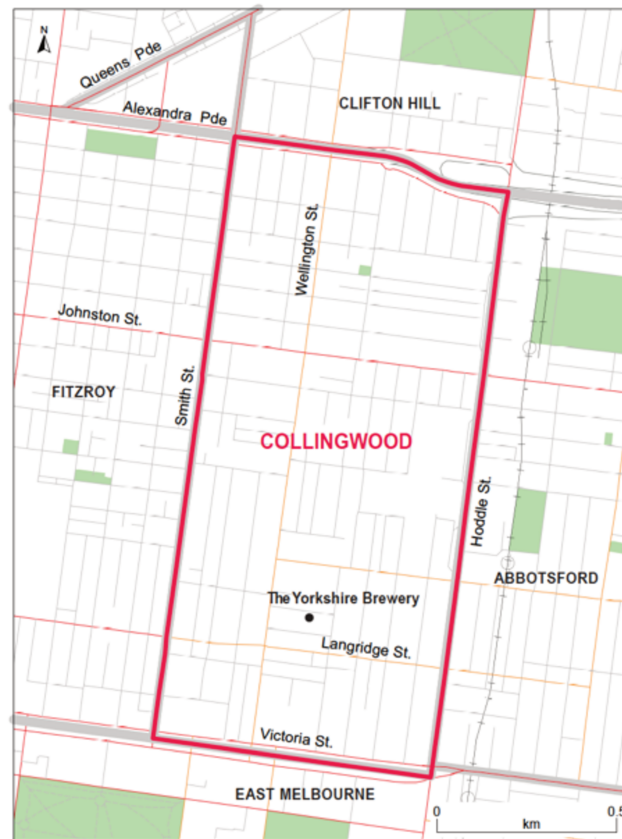 N
Queens Pde
Alexandra Pde
CLIFTON HILL
Wellington St.
Johnston St.
Smith St.
FITZROY
COLLINGWOOD
Hoddle St.
ABBOTSFORD
The Yorkshire Brewery
Langridge St.
Victoria St.
EAST MELBOURNE
0 0.5
km